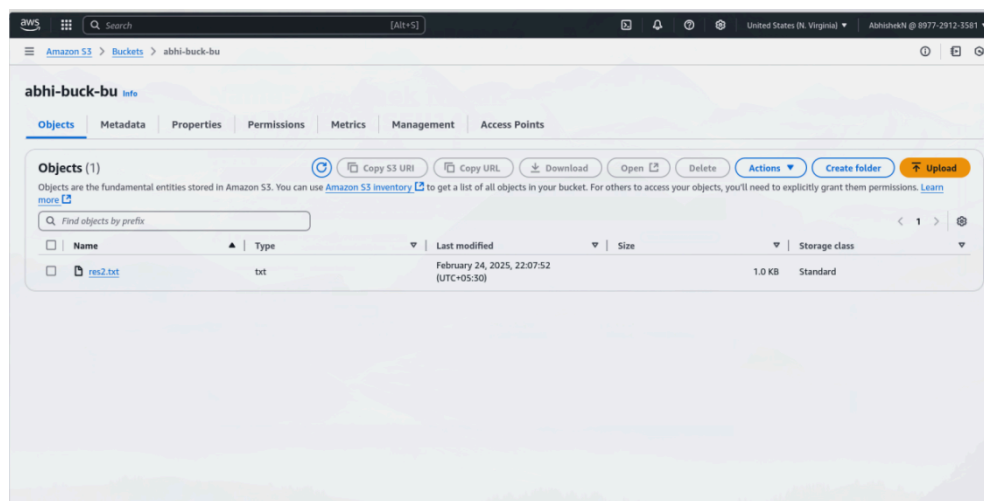 aws Search [Alt+S] United States (N. Virginia) AbhishekN @ 8977-2912-3581
Amazon S3 > Buckets > abhi-buck-bu
abhi-buck-bu Info
Objects Metadata Properties Permissions Metrics Management Access Points
Objects (1) Copy S3 URI Copy URL Download Open Delete Actions Create folder Upload
Objects are the fundamental entities stored in Amazon S3. You can use Amazon S3 inventory to get a list of all objects in your bucket. For others to access your objects, you'll need to explicitly grant them permissions. Learn
more
Find objects by prefix < 1 >
Name Type Last modified Size Storage class
res2.txt txt February 24, 2025, 22:07:52 1.0 KB Standard
(UTC+05:30)